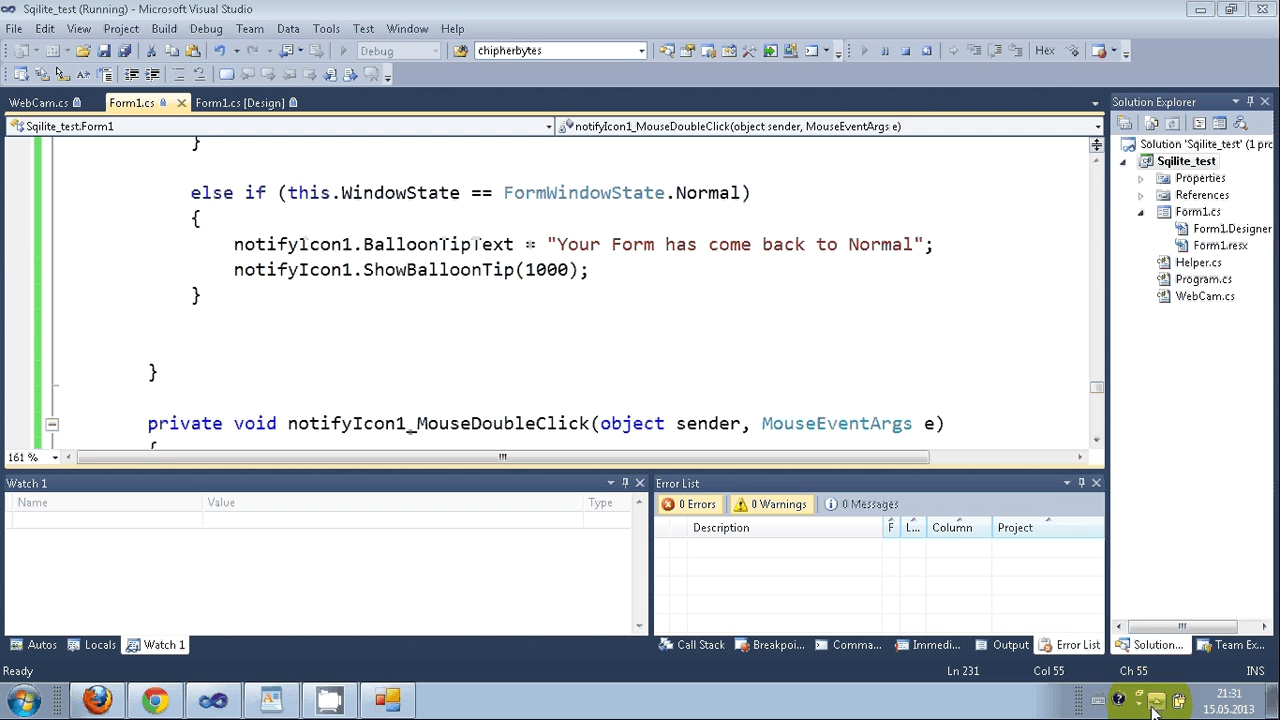 Sqilite_test (Running) - Microsoft Visual Studio
File Edit View Project Build Debug Team Data Tools Test Window Help
Debug chipherbytes Hex
WebCam.cs Form1.cs Form1.cs [Design] Solution Explorer
Sqilite_test.Form1 notifyIcon1_MouseDoubleClick(object sender, MouseEventArgs e)
}
else if (this.WindowState == FormWindowState.Normal)
{
notifyIcon1.BalloonTipText = "Your Form has come back to Normal";
notifyIcon1.ShowBalloonTip(1000);
}
}
private void notifyIcon1_MouseDoubleClick(object sender, MouseEventArgs e)
{
161 %
Solution 'Sqilite_test' (1 pro
Sqilite_test
Properties
References
Form1.cs
Form1.Designer
Form1.resx
Helper.cs
Program.cs
WebCam.cs
Watch 1
Name Value Type
Error List
0 Errors 0 Warnings 0 Messages
Description F L... Column Project
Autos Locals Watch 1 Call Stack Breakpoi... Comma... Immedi... Output Error List Solution... Team Ex...
Ready Ln 231 Col 55 Ch 55 INS
21:31
15.05.2013